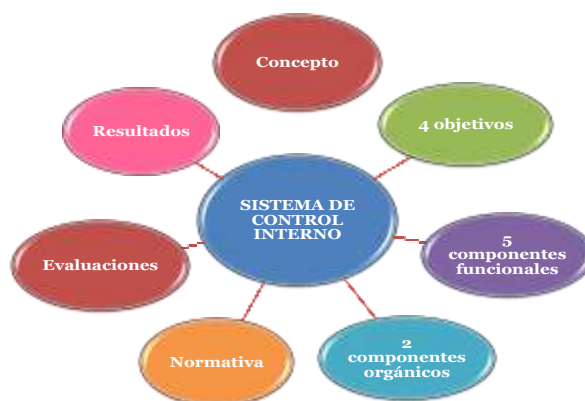 Concepto
4 objetivos
5
componentes
funcionales
2
componentes
orgánicos
Normativa
Evaluaciones
Resultados
SISTEMA DE
CONTROL
INTERNO